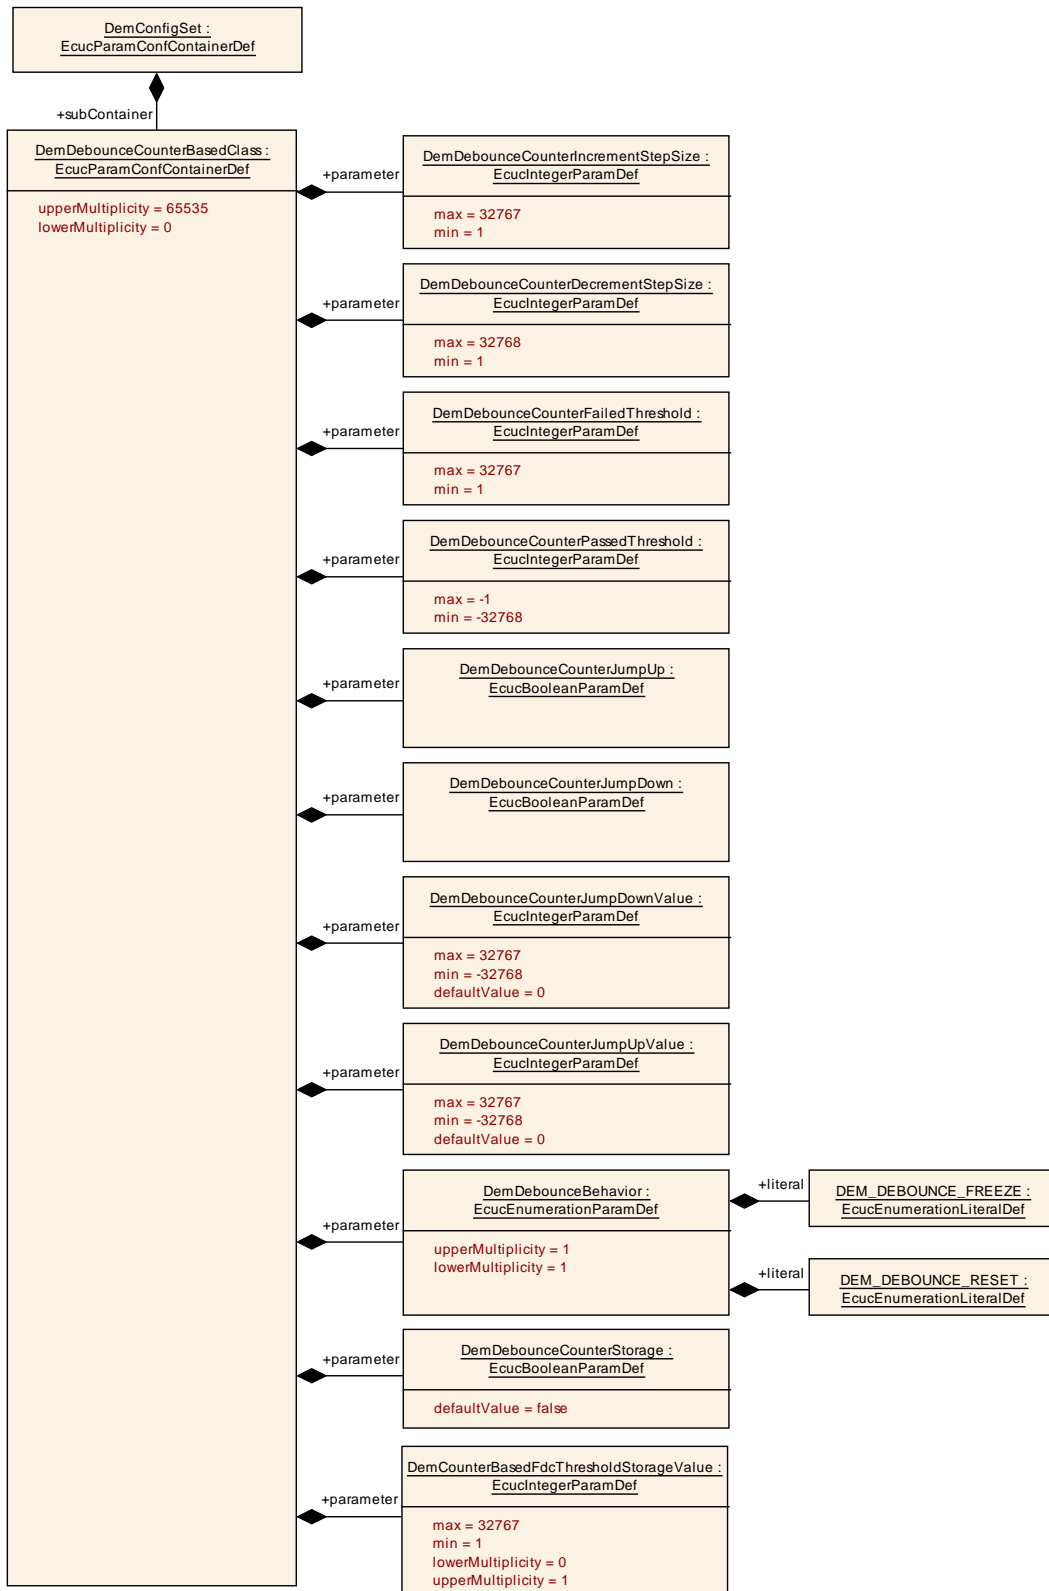 DemConfigSet :
EcucParamConfContainerDef
+subContainer
DemDebounceCounterBasedClass :
EcucParamConfContainerDef
upperMultiplicity = 65535
lowerMultiplicity = 0
+parameter
DemDebounceCounterIncrementStepSize :
EcucIntegerParamDef
max = 32767
min = 1
+parameter
DemDebounceCounterDecrementStepSize :
EcucIntegerParamDef
max = 32768
min = 1
+parameter
DemDebounceCounterFailedThreshold :
EcucIntegerParamDef
max = 32767
min = 1
+parameter
DemDebounceCounterPassedThreshold :
EcucIntegerParamDef
max = -1
min = -32768
+parameter
DemDebounceCounterJumpUp :
EcucBooleanParamDef
+parameter
DemDebounceCounterJumpDown :
EcucBooleanParamDef
+parameter
DemDebounceCounterJumpDownValue :
EcucIntegerParamDef
max = 32767
min = -32768
defaultValue = 0
+parameter
DemDebounceCounterJumpUpValue :
EcucIntegerParamDef
max = 32767
min = -32768
defaultValue = 0
+parameter
DemDebounceBehavior :
EcucEnumerationParamDef
upperMultiplicity = 1
lowerMultiplicity = 1
+literal
DEM_DEBOUNCE_FREEZE :
EcucEnumerationLiteralDef
+literal
DEM_DEBOUNCE_RESET :
EcucEnumerationLiteralDef
+parameter
DemDebounceCounterStorage :
EcucBooleanParamDef
defaultValue = false
+parameter
DemCounterBasedFdcThresholdStorageValue :
EcucIntegerParamDef
max = 32767
min = 1
lowerMultiplicity = 0
upperMultiplicity = 1